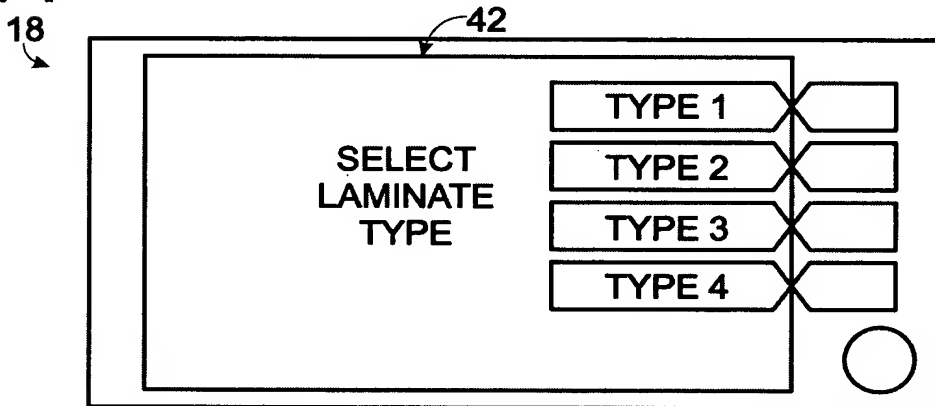 42
18
TYPE 1
TYPE 2
SELECT
LAMINATE
TYPE
TYPE 3
TYPE 4